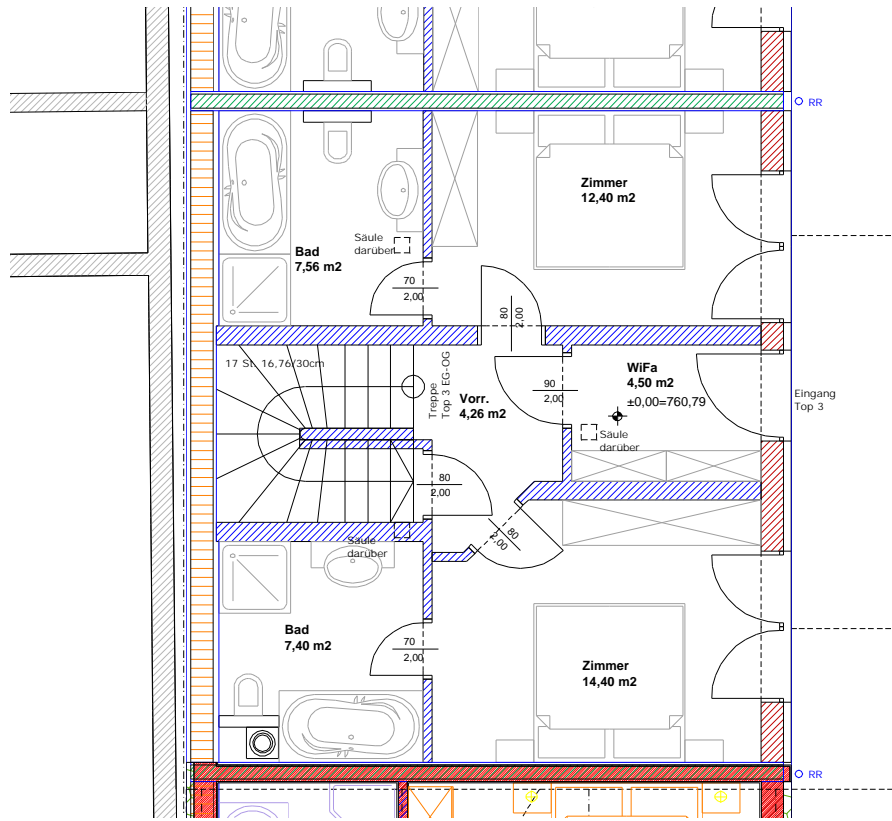 RR
Zimmer
12,40 m2
Säule
darüber
Bad
7,56 m2
70
2,00
80
2,00
17 St. 16,76/30cm
Treppe
Top 3 EG-OG
Vorr.
4,26 m2
90
2,00
WiFa
4,50 m2
±0,00=760,79
Eingang
Top 3
Säule
darüber
80
2,00
80
2,00
Säule
darüber
Bad
7,40 m2
70
2,00
Zimmer
14,40 m2
RR